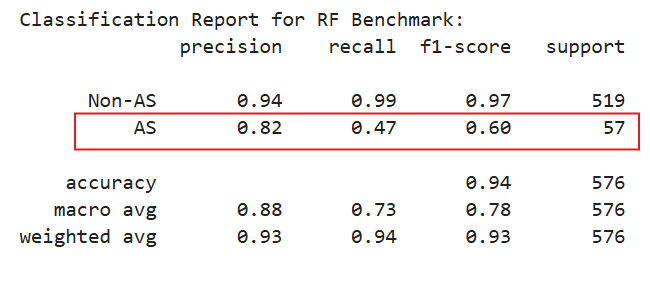 Classification Report for RF Benchmark:
precision recall f1-score support
Non-AS 0.94 0.99 0.97 519
AS 0.82 0.47 0.60 57
accuracy 0.94 576
macro avg 0.88 0.73 0.78 576
weighted avg 0.93 0.94 0.93 576